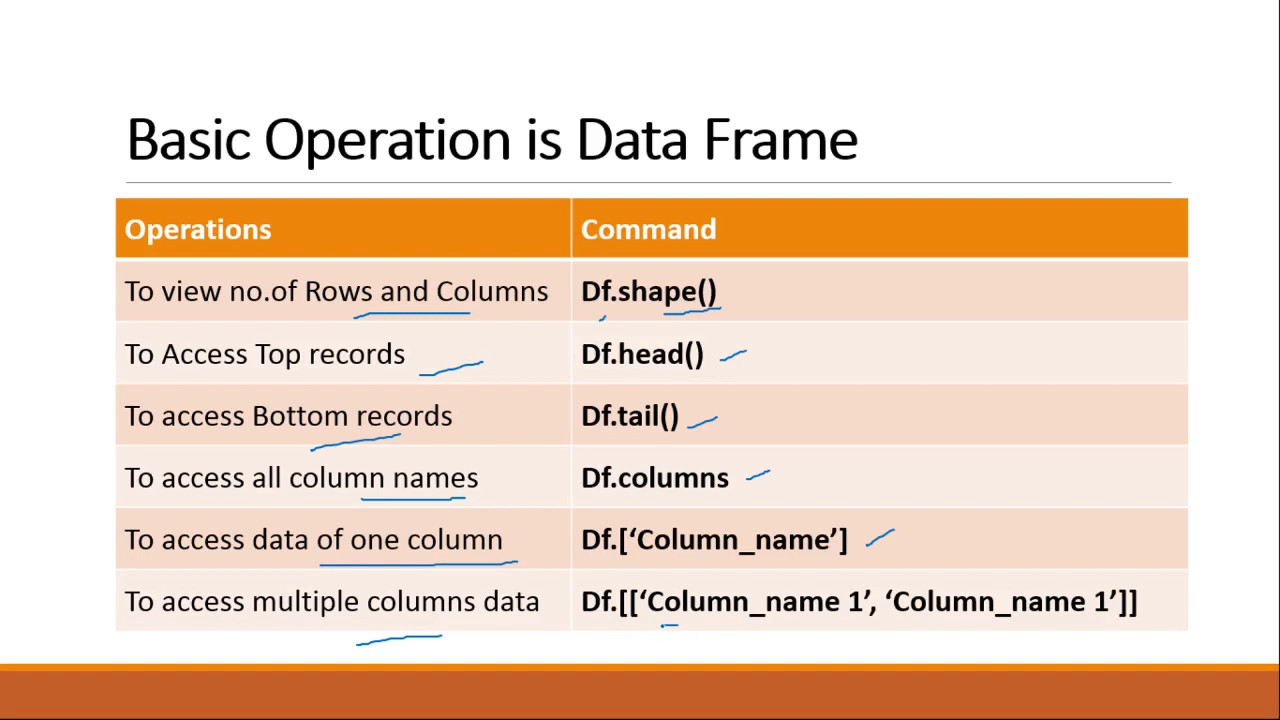 Basic Operation is Data Frame
Operations
Command
To view no.of Rows and Columns
Df.shape()
To Access Top records
Df.head()
To access Bottom records
Df.tail()
To access all column names
Df.columns
To access data of one column
Df.[‘Column_name’]
To access multiple columns data
Df.[[‘Column_name 1’, ‘Column_name 1’]]